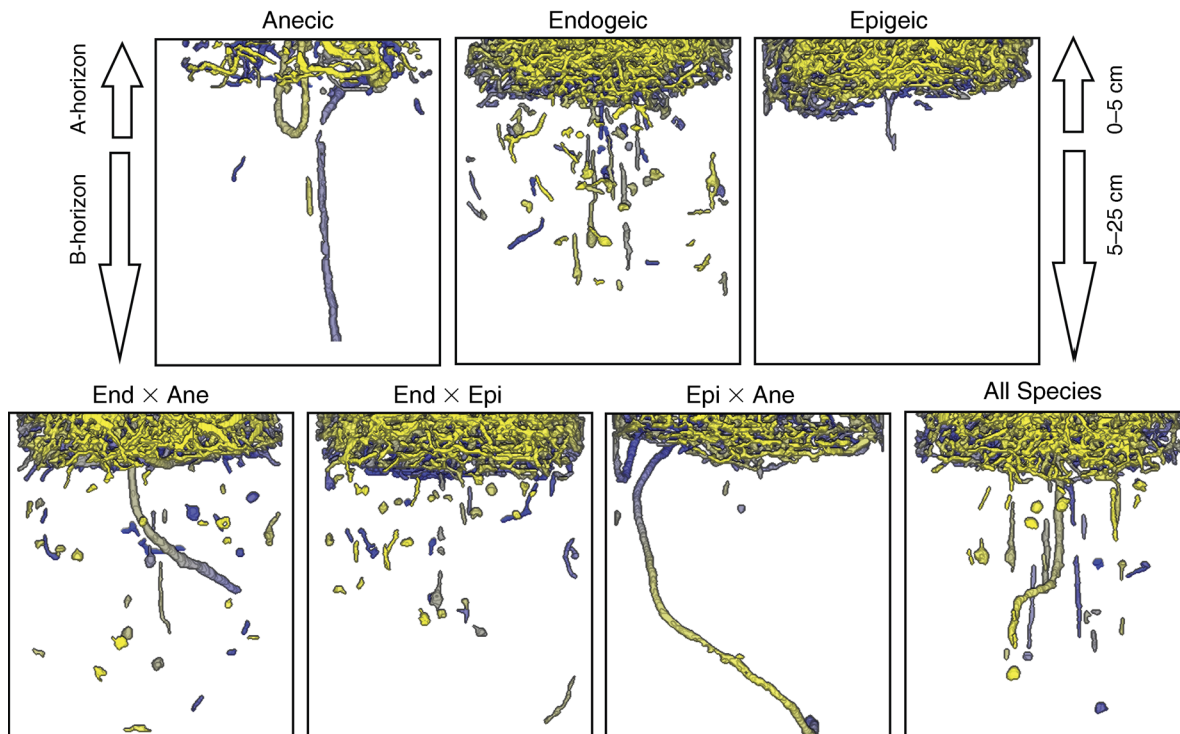 Anecic
Endogeic
Epigeic
A-horizon
B-horizon
0–5 cm
5–25 cm
End × Ane
End × Epi
Epi × Ane
All Species